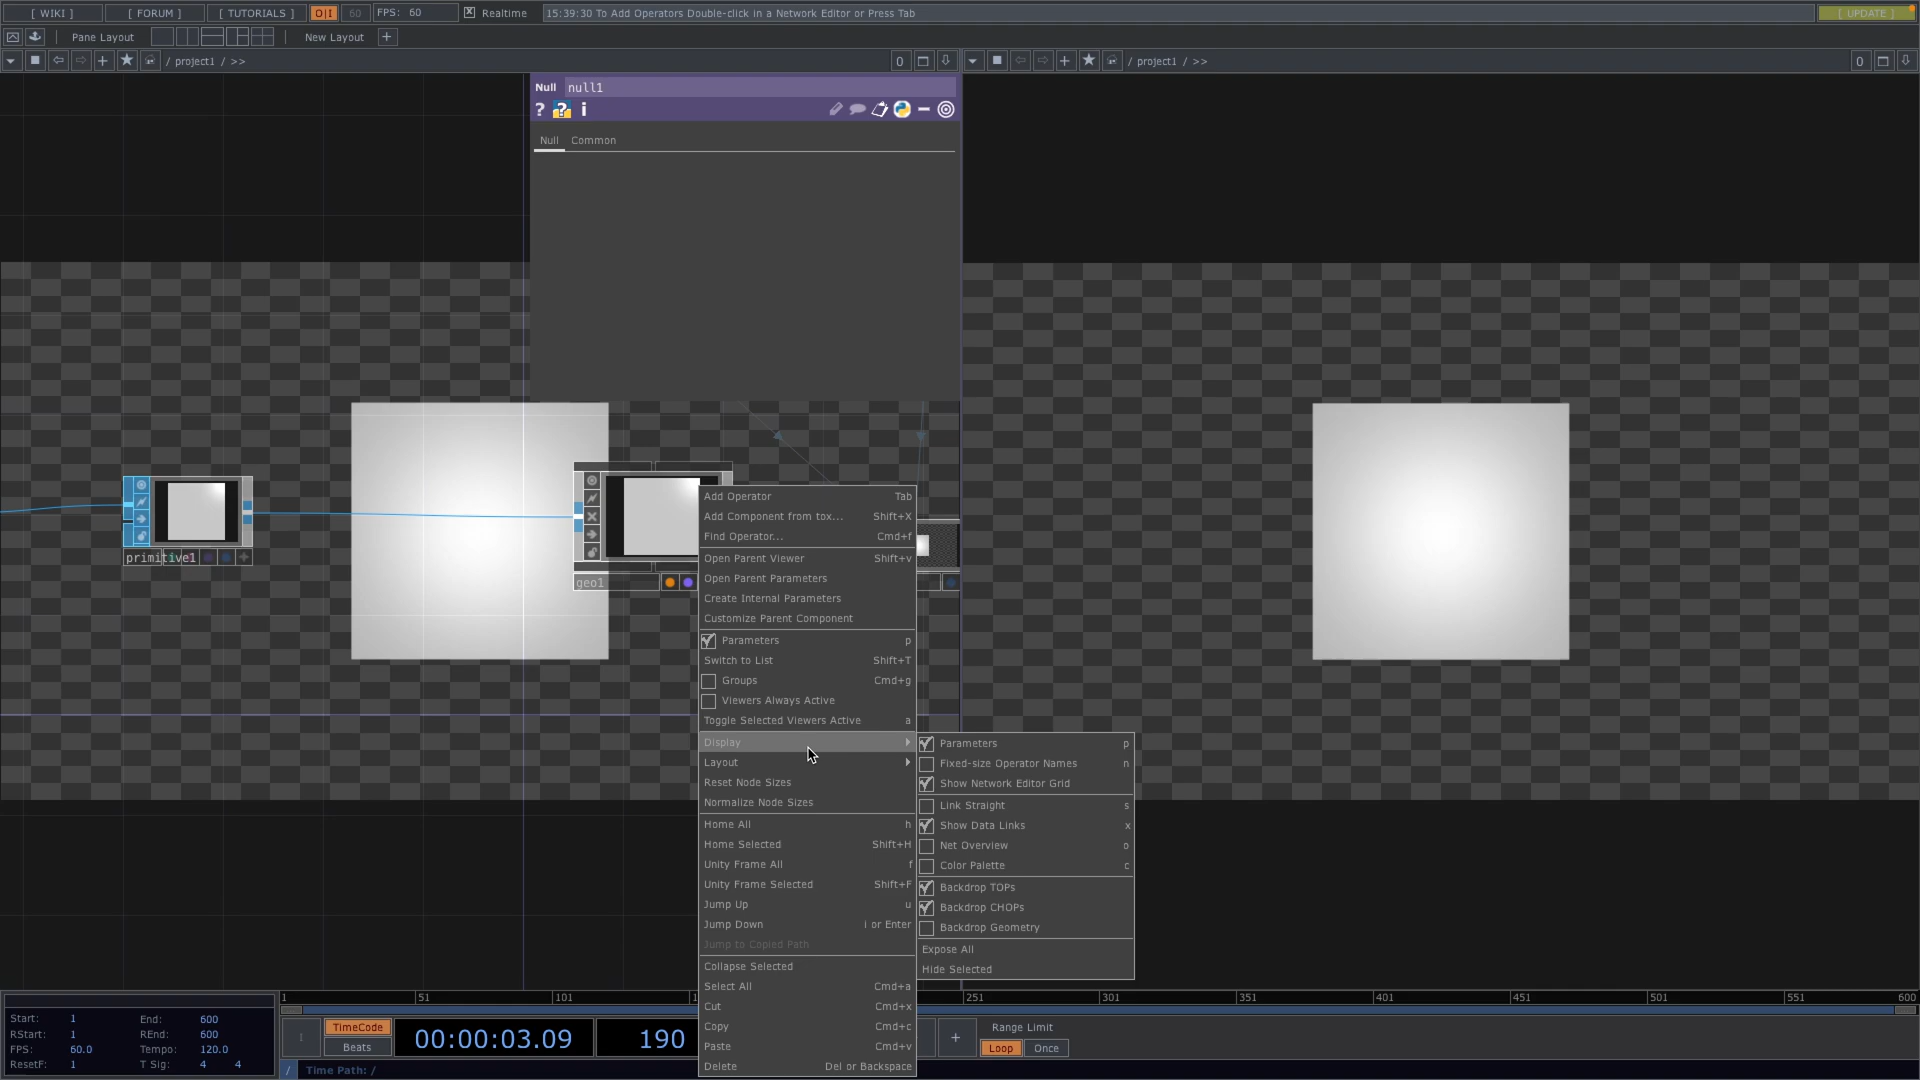 [ WIKI ] [ FORUM ] [ TUTORIALS ] O|I 60 FPS: 60 Realtime 15:39:30 To Add Operators Double-click in a Network Editor or Press Tab [ UPDATE ]
Pane Layout New Layout +
/ project1 / >> 0 / project1 / >> 0
Null null1
? ? i
Null Common
primitive1
geo1
Add Operator Tab
Add Component from tox... Shift+X
Find Operator... Cmd+f
Open Parent Viewer Shift+v
Open Parent Parameters
Create Internal Parameters
Customize Parent Component
Parameters p
Switch to List Shift+T
Groups Cmd+g
Viewers Always Active
Toggle Selected Viewers Active a
Display
Layout
Reset Node Sizes
Normalize Node Sizes
Home All h
Home Selected Shift+H
Unity Frame All f
Unity Frame Selected Shift+F
Jump Up u
Jump Down i or Enter
Jump to Copied Path
Collapse Selected
Select All Cmd+a
Cut Cmd+x
Copy Cmd+c
Paste Cmd+v
Delete Del or Backspace
Parameters p
Fixed-size Operator Names n
Show Network Editor Grid
Link Straight s
Show Data Links x
Net Overview o
Color Palette c
Backdrop TOPs
Backdrop CHOPs
Backdrop Geometry
Expose All
Hide Selected
1 51 101 251 301 351 401 451 501 551 600
Start: 1 End: 600
RStart: 1 REnd: 600
FPS: 60.0 Tempo: 120.0
ResetF: 1 T Sig: 4 4
TimeCode
Beats
00:00:03.09 190
+ Range Limit
Loop Once
/ Time Path: /